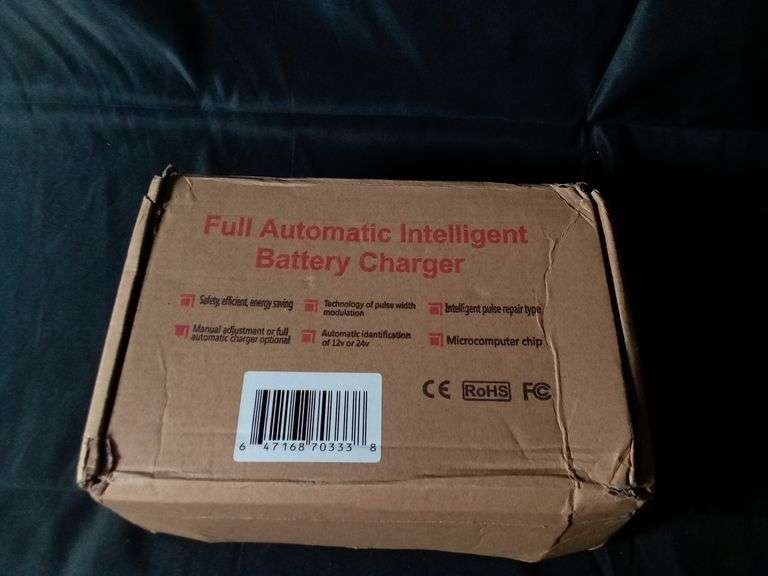 Full Automatic Intelligent
Battery Charger
Safety, efficient, energy saving
Technology of pulse width
modulation
Intelligent pulse repair type
Manual adjustment or full
automatic charger optional
Automatic identification
of 12v or 24v
Microcomputer chip
CE RoHS FC
6 47168 70333 8